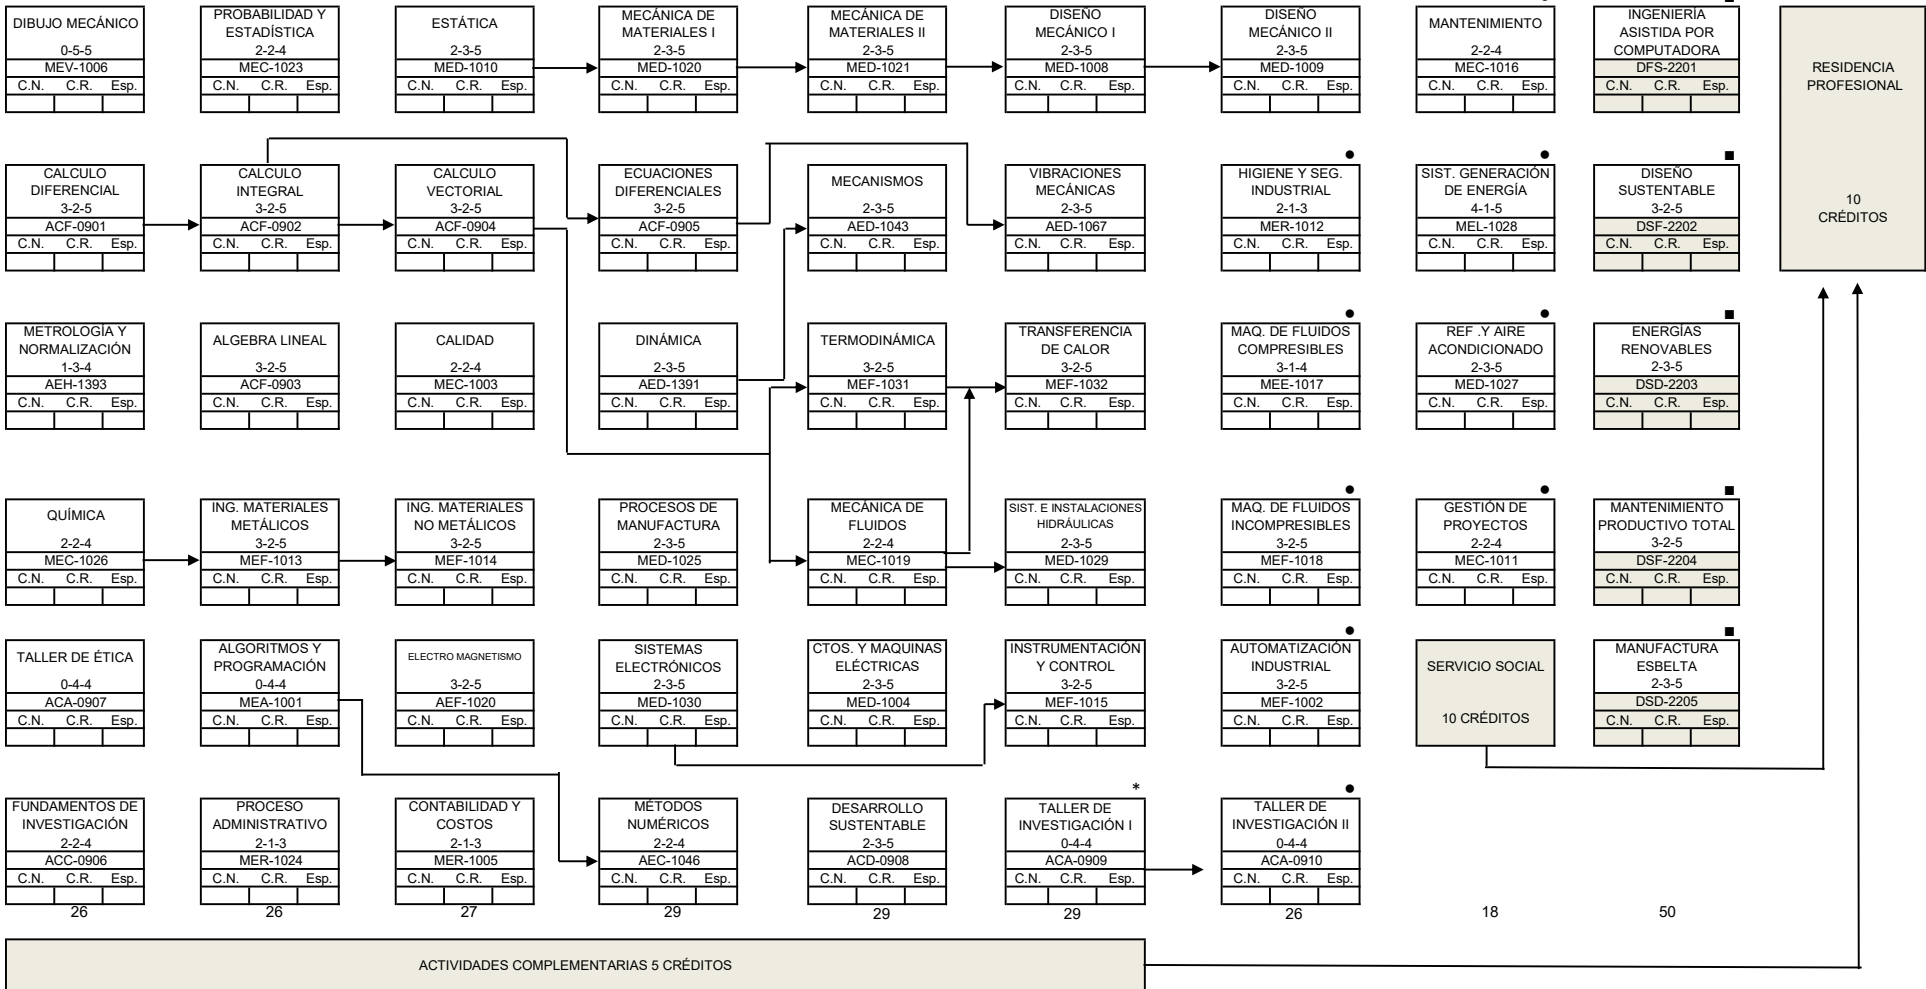 DIBUJO MECÁNICO
0-5-5
MEV-1006
C.N. C.R. Esp.
PROBABILIDAD Y
ESTADÍSTICA
2-2-4
MEC-1023
C.N. C.R. Esp.
ESTÁTICA
2-3-5
MED-1010
C.N. C.R. Esp.
MECÁNICA DE
MATERIALES I
2-3-5
MED-1020
C.N. C.R. Esp.
MECÁNICA DE
MATERIALES II
2-3-5
MED-1021
C.N. C.R. Esp.
DISEÑO
MECÁNICO I
2-3-5
MED-1008
C.N. C.R. Esp.
DISEÑO
MECÁNICO II
2-3-5
MED-1009
C.N. C.R. Esp.
MANTENIMIENTO
2-2-4
MEC-1016
C.N. C.R. Esp.
INGENIERÍA
ASISTIDA POR
COMPUTADORA
DFS-2201
C.N. C.R. Esp.
RESIDENCIA
PROFESIONAL
10
CRÉDITOS
CALCULO
DIFERENCIAL
3-2-5
ACF-0901
C.N. C.R. Esp.
CALCULO
INTEGRAL
3-2-5
ACF-0902
C.N. C.R. Esp.
CALCULO
VECTORIAL
3-2-5
ACF-0904
C.N. C.R. Esp.
ECUACIONES
DIFERENCIALES
3-2-5
ACF-0905
C.N. C.R. Esp.
MECANISMOS
2-3-5
AED-1043
C.N. C.R. Esp.
VIBRACIONES
MECÁNICAS
2-3-5
AED-1067
C.N. C.R. Esp.
HIGIENE Y SEG.
INDUSTRIAL
2-1-3
MER-1012
C.N. C.R. Esp.
SIST. GENERACIÓN
DE ENERGÍA
4-1-5
MEL-1028
C.N. C.R. Esp.
DISEÑO
SUSTENTABLE
3-2-5
DSF-2202
C.N. C.R. Esp.
METROLOGÍA Y
NORMALIZACIÓN
1-3-4
AEH-1393
C.N. C.R. Esp.
ALGEBRA LINEAL
3-2-5
ACF-0903
C.N. C.R. Esp.
CALIDAD
2-2-4
MEC-1003
C.N. C.R. Esp.
DINÁMICA
2-3-5
AED-1391
C.N. C.R. Esp.
TERMODINÁMICA
3-2-5
MEF-1031
C.N. C.R. Esp.
TRANSFERENCIA
DE CALOR
3-2-5
MEF-1032
C.N. C.R. Esp.
MAQ. DE FLUIDOS
COMPRESIBLES
3-1-4
MEE-1017
C.N. C.R. Esp.
REF .Y AIRE
ACONDICIONADO
2-3-5
MED-1027
C.N. C.R. Esp.
ENERGÍAS
RENOVABLES
2-3-5
DSD-2203
C.N. C.R. Esp.
QUÍMICA
2-2-4
MEC-1026
C.N. C.R. Esp.
ING. MATERIALES
METÁLICOS
3-2-5
MEF-1013
C.N. C.R. Esp.
ING. MATERIALES
NO METÁLICOS
3-2-5
MEF-1014
C.N. C.R. Esp.
PROCESOS DE
MANUFACTURA
2-3-5
MED-1025
C.N. C.R. Esp.
MECÁNICA DE
FLUIDOS
2-2-4
MEC-1019
C.N. C.R. Esp.
SIST. E INSTALACIONES
HIDRÁULICAS
2-3-5
MED-1029
C.N. C.R. Esp.
MAQ. DE FLUIDOS
INCOMPRESIBLES
3-2-5
MEF-1018
C.N. C.R. Esp.
GESTIÓN DE
PROYECTOS
2-2-4
MEC-1011
C.N. C.R. Esp.
MANTENIMIENTO
PRODUCTIVO TOTAL
3-2-5
DSF-2204
C.N. C.R. Esp.
TALLER DE ÉTICA
0-4-4
ACA-0907
C.N. C.R. Esp.
ALGORITMOS Y
PROGRAMACIÓN
0-4-4
MEA-1001
C.N. C.R. Esp.
ELECTRO MAGNETISMO
3-2-5
AEF-1020
C.N. C.R. Esp.
SISTEMAS
ELECTRÓNICOS
2-3-5
MED-1030
C.N. C.R. Esp.
CTOS. Y MAQUINAS
ELÉCTRICAS
2-3-5
MED-1004
C.N. C.R. Esp.
INSTRUMENTACIÓN
Y CONTROL
3-2-5
MEF-1015
C.N. C.R. Esp.
AUTOMATIZACIÓN
INDUSTRIAL
3-2-5
MEF-1002
C.N. C.R. Esp.
SERVICIO SOCIAL
10 CRÉDITOS
MANUFACTURA
ESBELTA
2-3-5
DSD-2205
C.N. C.R. Esp.
FUNDAMENTOS DE
INVESTIGACIÓN
2-2-4
ACC-0906
C.N. C.R. Esp.
26
PROCESO
ADMINISTRATIVO
2-1-3
MER-1024
C.N. C.R. Esp.
26
CONTABILIDAD Y
COSTOS
2-1-3
MER-1005
C.N. C.R. Esp.
27
MÉTODOS
NUMÉRICOS
2-2-4
AEC-1046
C.N. C.R. Esp.
29
DESARROLLO
SUSTENTABLE
2-3-5
ACD-0908
C.N. C.R. Esp.
29
*
TALLER DE
INVESTIGACIÓN I
0-4-4
ACA-0909
C.N. C.R. Esp.
29
TALLER DE
INVESTIGACIÓN II
0-4-4
ACA-0910
C.N. C.R. Esp.
26
18
50
ACTIVIDADES COMPLEMENTARIAS 5 CRÉDITOS